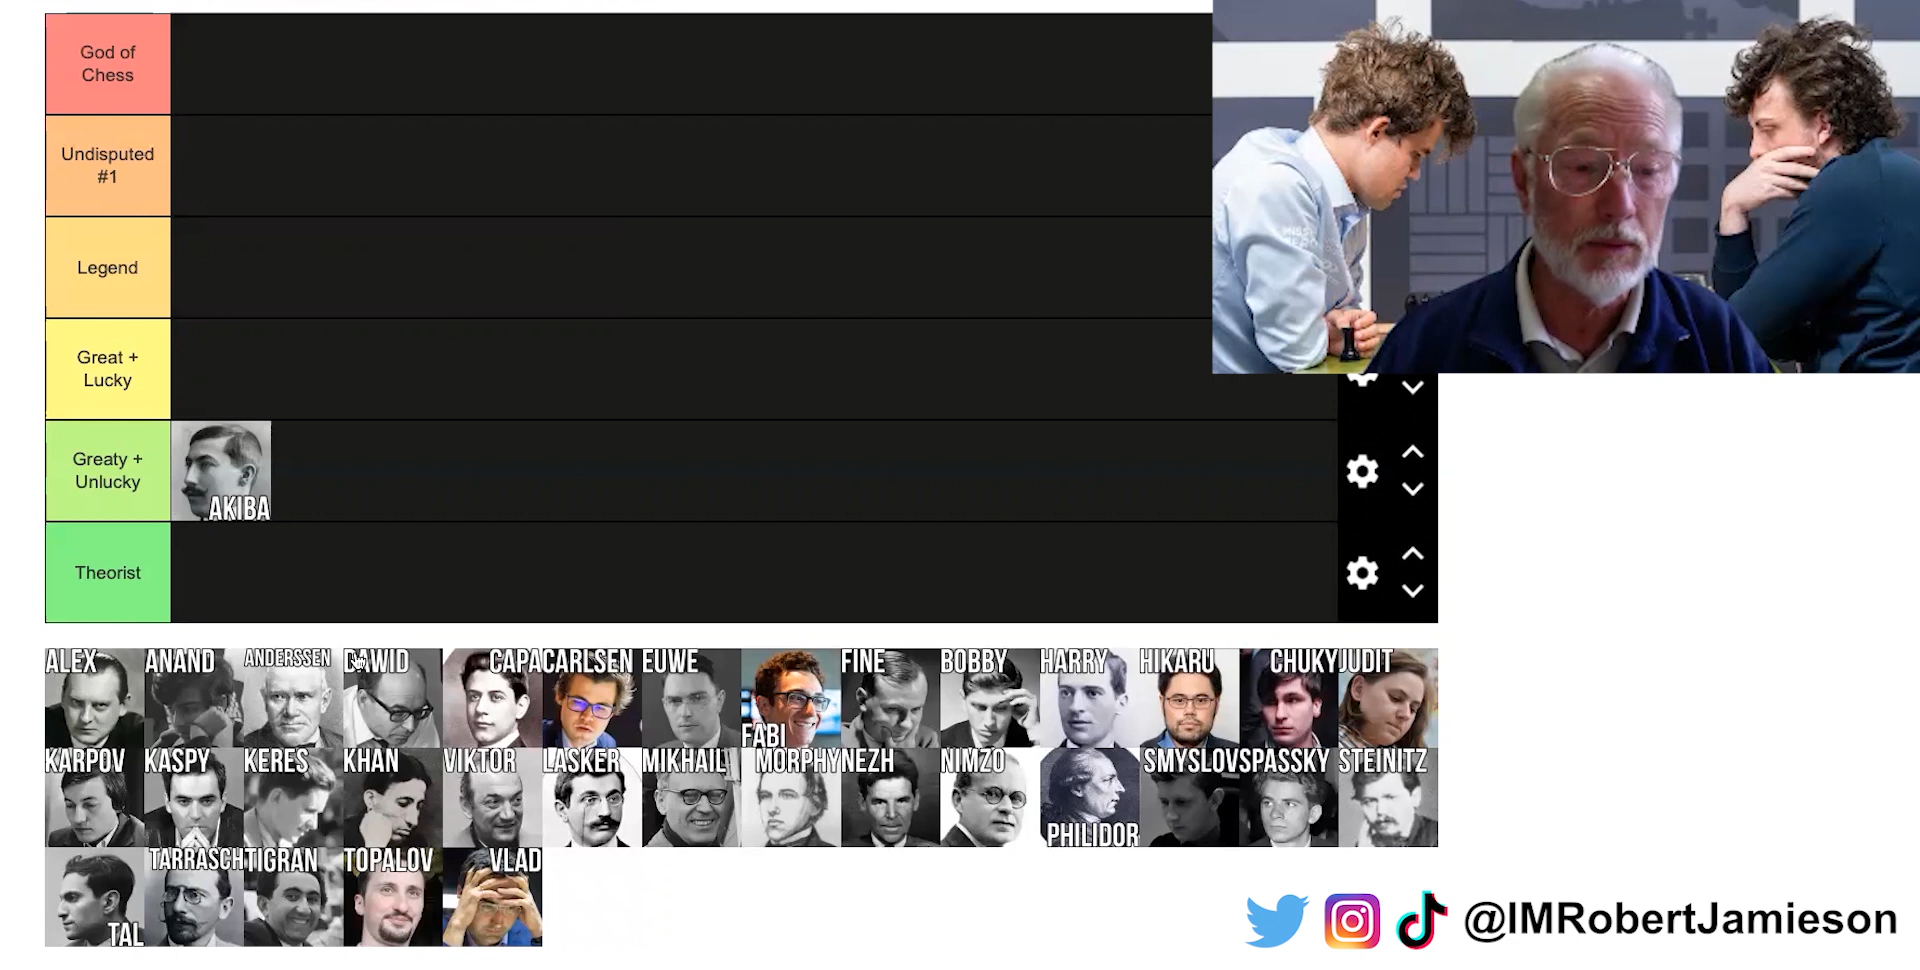 God of
Chess
Undisputed
#1
Legend
Great +
Lucky
Greaty +
Unlucky
AKIBA
Theorist
ALEX ANAND ANDERSSEN DAWID CAPA CARLSEN EUWE FABI FINE BOBBY HARRY HIKARU CHUKY JUDIT
KARPOV KASPY KERES KHAN VIKTOR LASKER MIKHAIL MORPHY NEZH NIMZO PHILIDOR SMYSLOV SPASSKY STEINITZ
TAL TARRASCH TIGRAN TOPALOV VLAD
@IMRobertJamieson